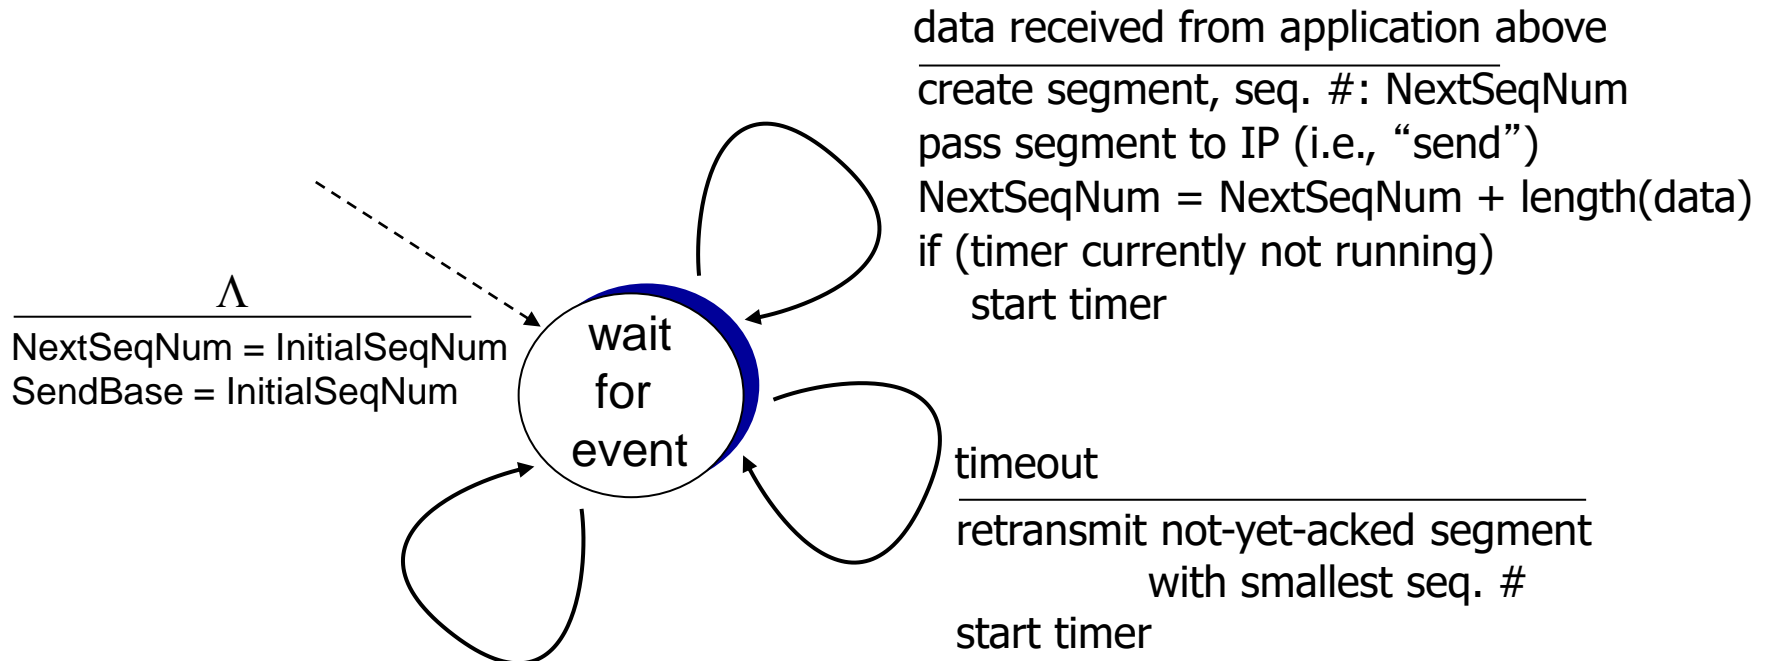 data received from application above
create segment, seq. #: NextSeqNum
pass segment to IP (i.e., “send”)
NextSeqNum = NextSeqNum + length(data)
if (timer currently not running)
start timer
Λ
NextSeqNum = InitialSeqNum
SendBase = InitialSeqNum
wait
for
event
timeout
retransmit not-yet-acked segment
with smallest seq. #
start timer